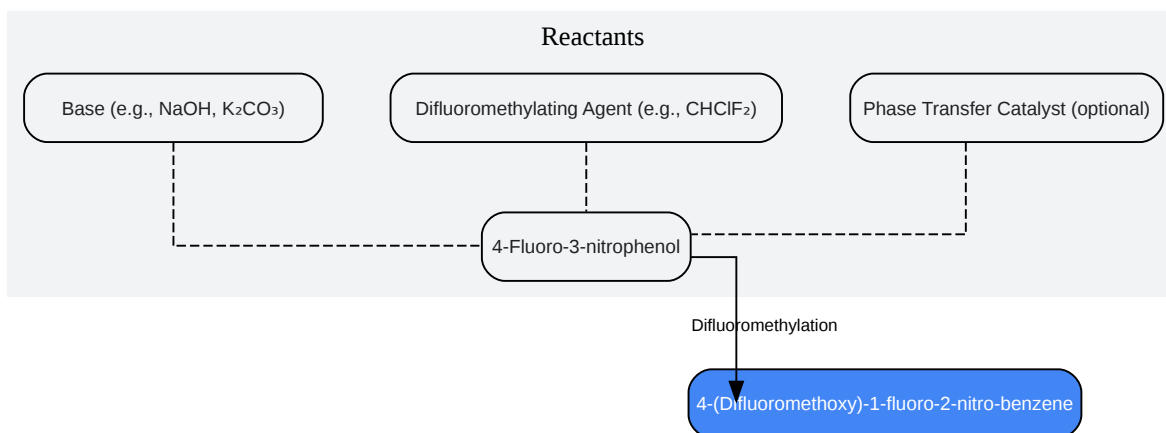 Reactants
Base (e.g., NaOH, K₂CO₃)
Difluoromethylating Agent (e.g., CHClF₂)
Phase Transfer Catalyst (optional)
4-Fluoro-3-nitrophenol
Difluoromethylation
4-(Difluoromethoxy)-1-fluoro-2-nitro-benzene